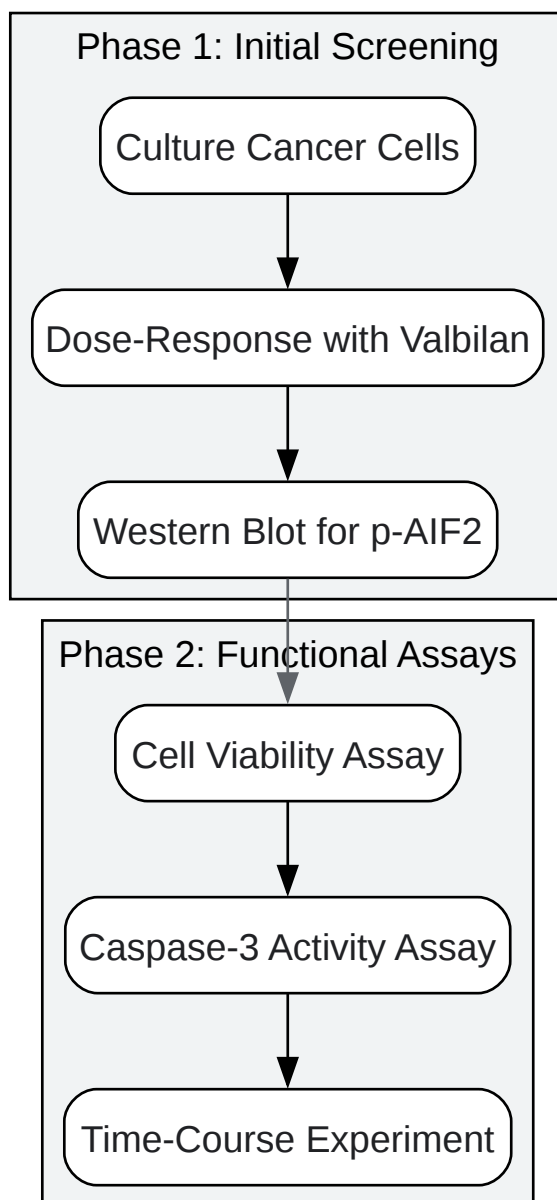 Phase 1: Initial Screening
Culture Cancer Cells
Dose-Response with Valbilan
Western Blot for p-AIF2
Phase 2: Functional Assays
Cell Viability Assay
Caspase-3 Activity Assay
Time-Course Experiment